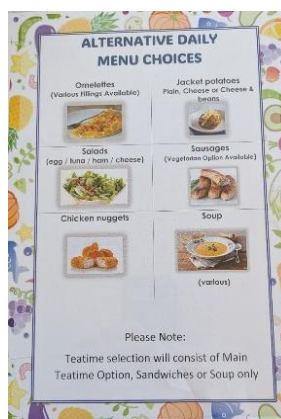 ALTERNATIVE DAILY
MENU CHOICES
Omelettes
(Various Fillings Available)
Jacket potatoes
Plain, Cheese or Cheese &
beans
Salads
(egg / tuna / ham / cheese)
Sausages
(Vegetarian Option Available)
Chicken nuggets
Soup
(various)
Please Note:
Teatime selection will consist of Main
Teatime Option, Sandwiches or Soup only